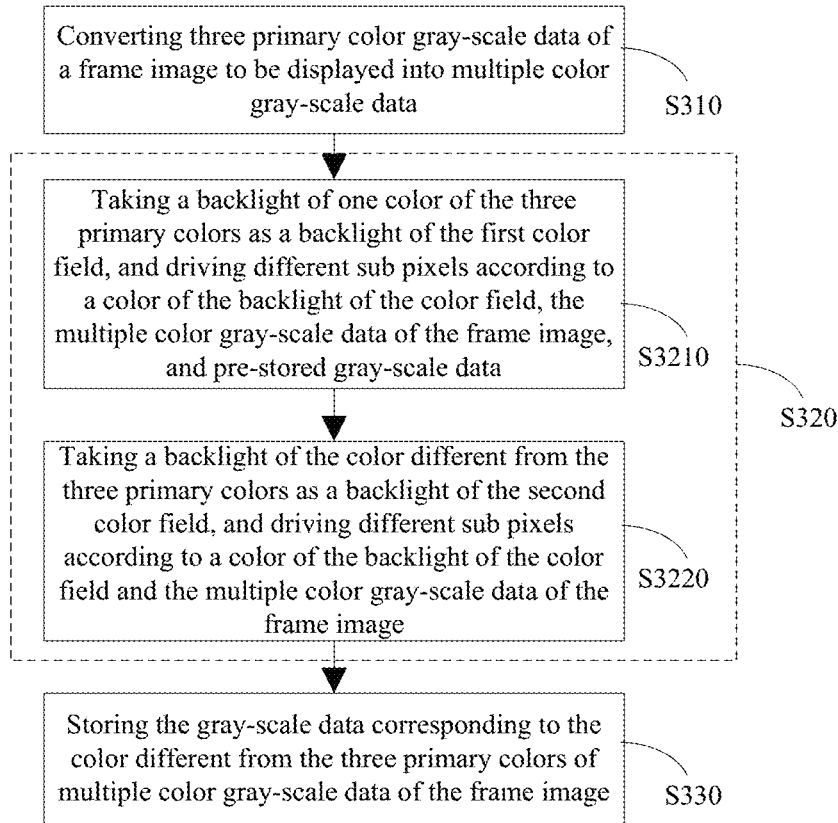 Converting three primary color gray-scale data of
a frame image to be displayed into multiple color
gray-scale data
S310
Taking a backlight of one color of the three
primary colors as a backlight of the first color
field, and driving different sub pixels according to
a color of the backlight of the color field, the
multiple color gray-scale data of the frame image,
and pre-stored gray-scale data
S3210
S320
Taking a backlight of the color different from the
three primary colors as a backlight of the second
color field, and driving different sub pixels
according to a color of the backlight of the color
field and the multiple color gray-scale data of the
frame image
S3220
Storing the gray-scale data corresponding to the
color different from the three primary colors of
multiple color gray-scale data of the frame image
S330